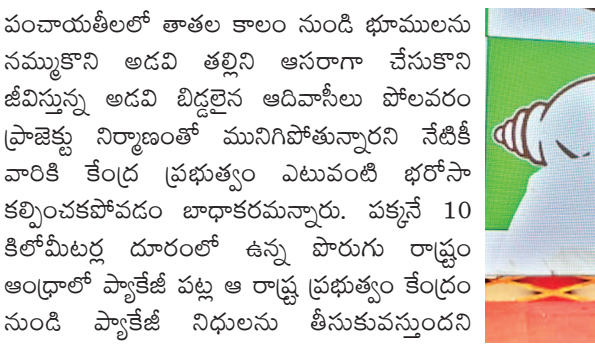 పంచాయతీలలో తాతల కాలం నుండి భూములను
నమ్ముకొని అడవి తల్లిని ఆసరాగా చేసుకొని
జీవిస్తున్న అడవి బిడ్డలైన ఆదివాసీలు పోలవరం
ప్రాజెక్టు నిర్మాణంతో మునిగిపోతున్నారని నేటికీ
వారికి కేంద్ర ప్రభుత్వం ఎటువంటి భరోసా
కల్పించకపోవడం బాధాకరమన్నారు. పక్కనే 10
కిలోమీటర్ల దూరంలో ఉన్న పొరుగు రాష్ట్రం
ఆంధ్రాలో ప్యాకేజీ పట్ల ఆ రాష్ట్ర ప్రభుత్వం కేంద్రం
నుండి ప్యాకేజీ నిధులను తీసుకువస్తుందని